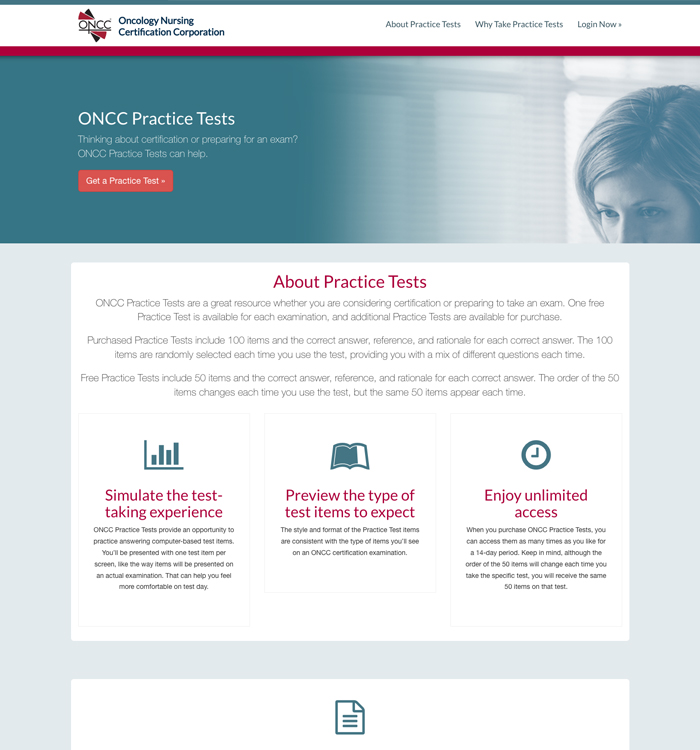 ONCC
Oncology Nursing
Certification Corporation
About Practice Tests
Why Take Practice Tests
Login Now »
ONCC Practice Tests
Thinking about certification or preparing for an exam?
ONCC Practice Tests can help.
Get a Practice Test »
About Practice Tests
ONCC Practice Tests are a great resource whether you are considering certification or preparing to take an exam. One free
Practice Test is available for each examination, and additional Practice Tests are available for purchase.
Purchased Practice Tests include 100 items and the correct answer, reference, and rationale for each correct answer. The 100
items are randomly selected each time you use the test, providing you with a mix of different questions each time.
Free Practice Tests include 50 items and the correct answer, reference, and rationale for each correct answer. The order of the 50
items changes each time you use the test, but the same 50 items appear each time.
Simulate the test-
taking experience
ONCC Practice Tests provide an opportunity to
practice answering computer-based test items.
You'll be presented with one test item per
screen, like the way items will be presented on
an actual examination. That can help you feel
more comfortable on test day.
Preview the type of
test items to expect
The style and format of the Practice Test items
are consistent with the type of items you'll see
on an ONCC certification examination.
Enjoy unlimited
access
When you purchase ONCC Practice Tests, you
can access them as many times as you like for
a 14-day period. Keep in mind, although the
order of the 50 items will change each time you
take the specific test, you will receive the same
50 items on that test.